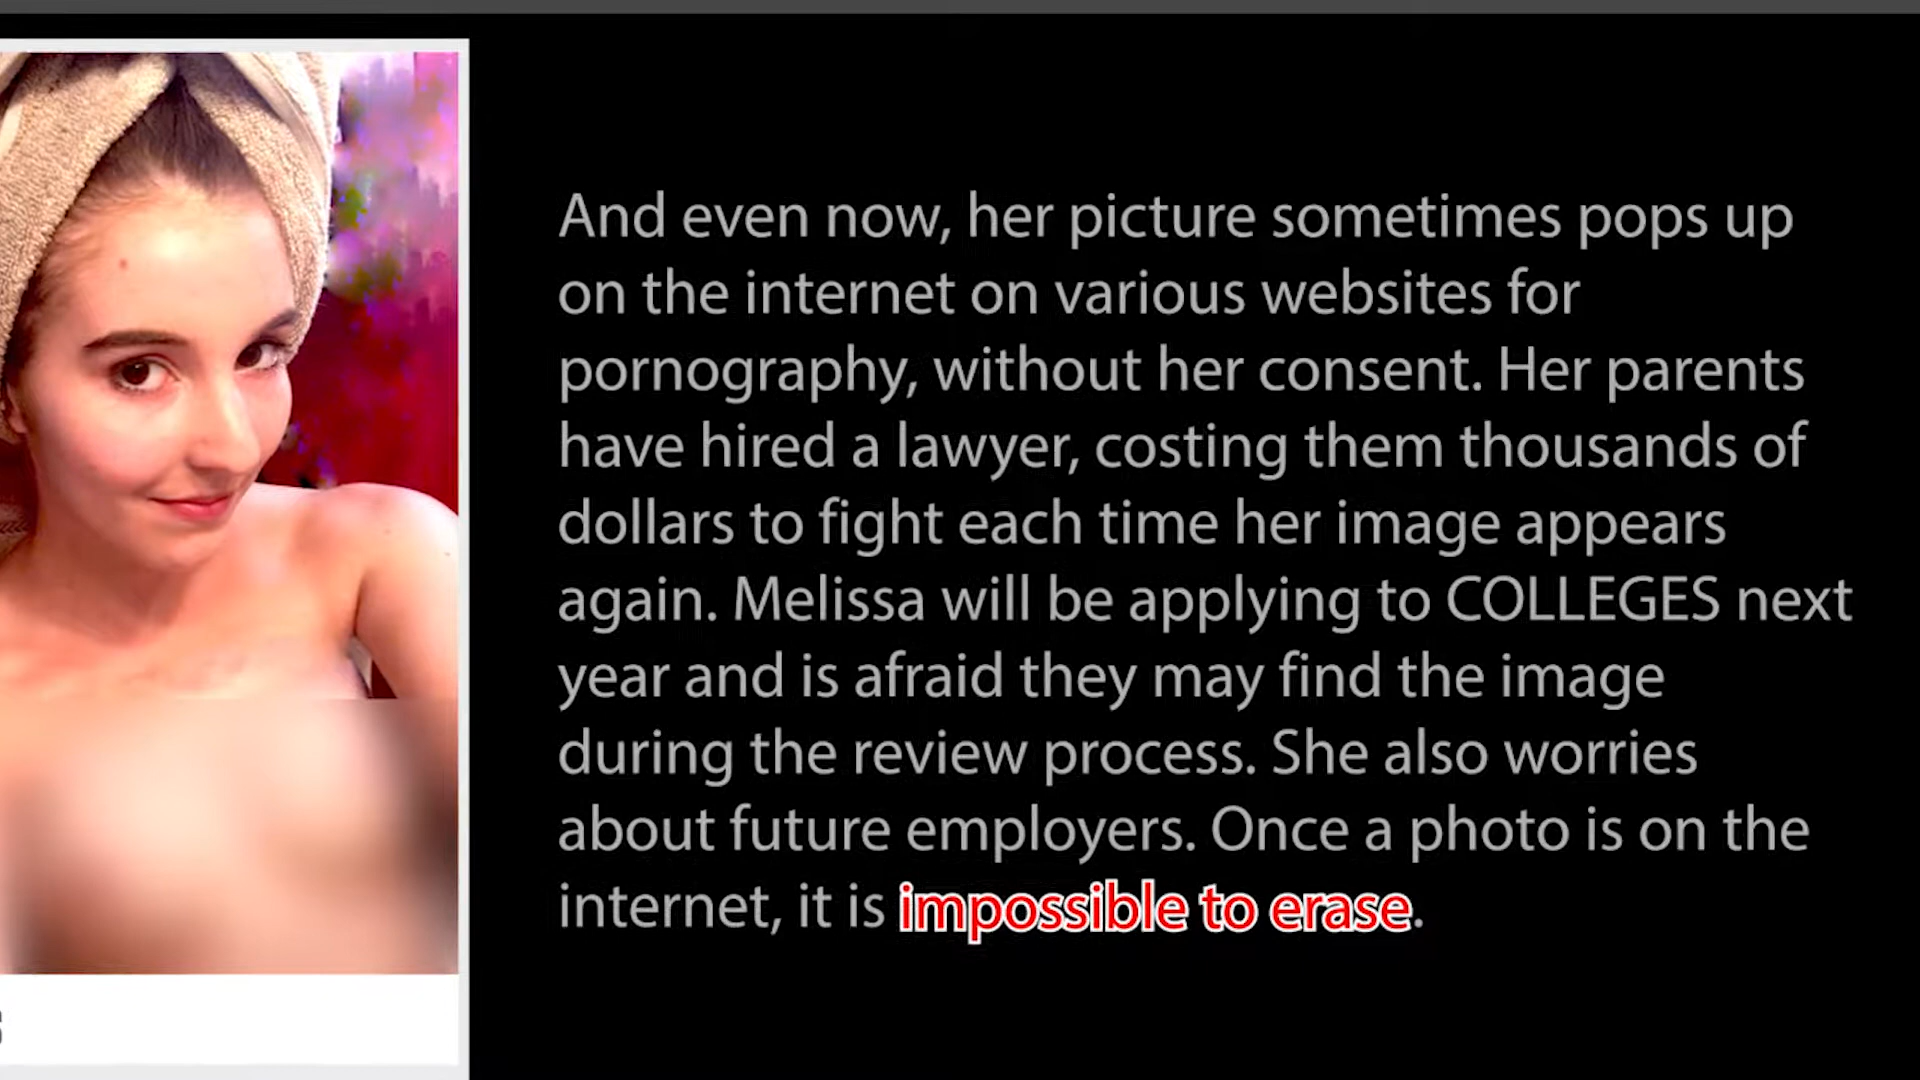 And even now, her picture sometimes pops up
on the internet on various websites for
pornography, without her consent. Her parents
have hired a lawyer, costing them thousands of
dollars to fight each time her image appears
again. Melissa will be applying to COLLEGES next
year and is afraid they may find the image
during the review process. She also worries
about future employers. Once a photo is on the
internet, it is impossible to erase.